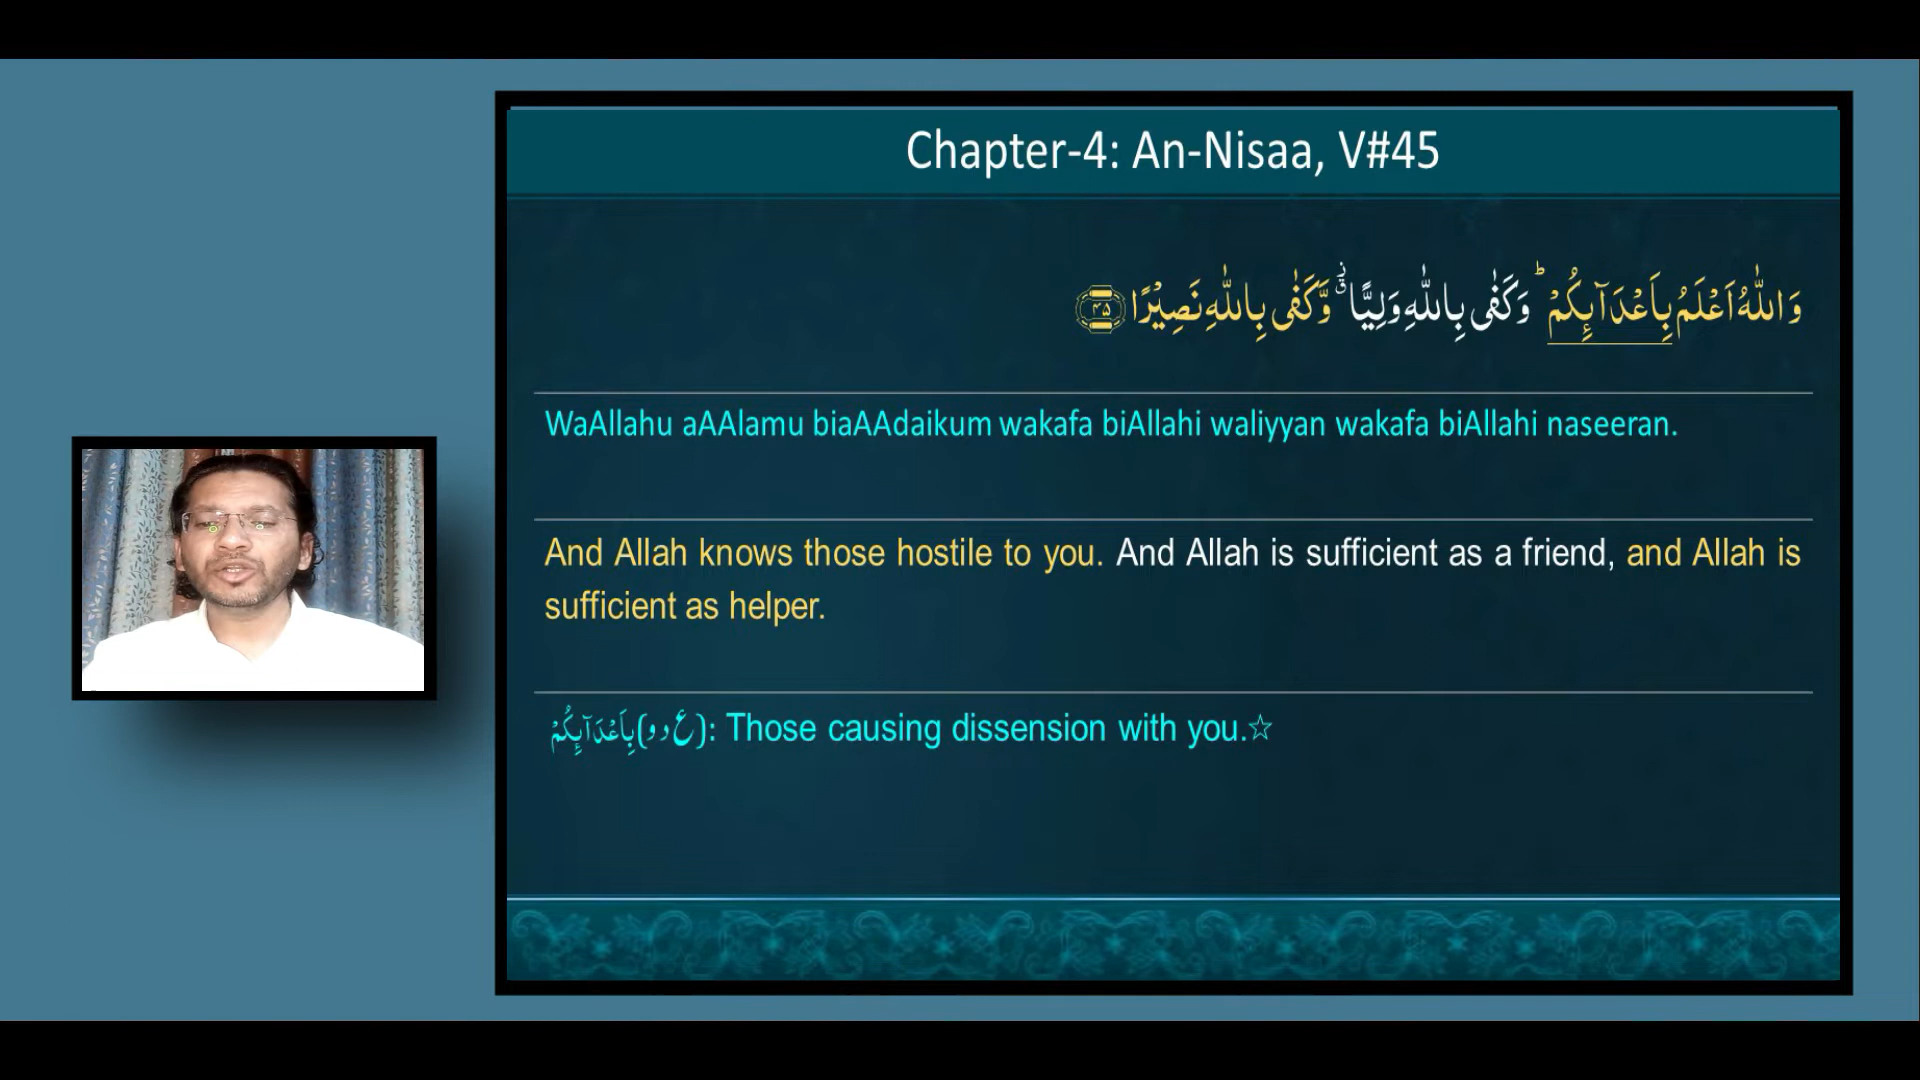 Chapter-4: An-Nisaa, V#45
وَاللّٰهُ اَعْلَمُ بِاَعْدَآئِكُمْ ؕ وَكَفٰى بِاللّٰهِ وَلِيًّا ۙ٘ وَّكَفٰى بِاللّٰهِ نَصِيْرًا ﴿۴۵﴾
WaAllahu aAAlamu biaAAdaikum wakafa biAllahi waliyyan wakafa biAllahi naseeran.
And Allah knows those hostile to you. And Allah is sufficient as a friend, and Allah is
sufficient as helper.
بِاَعْدَآئِكُمْ (ع د و): Those causing dissension with you.☆